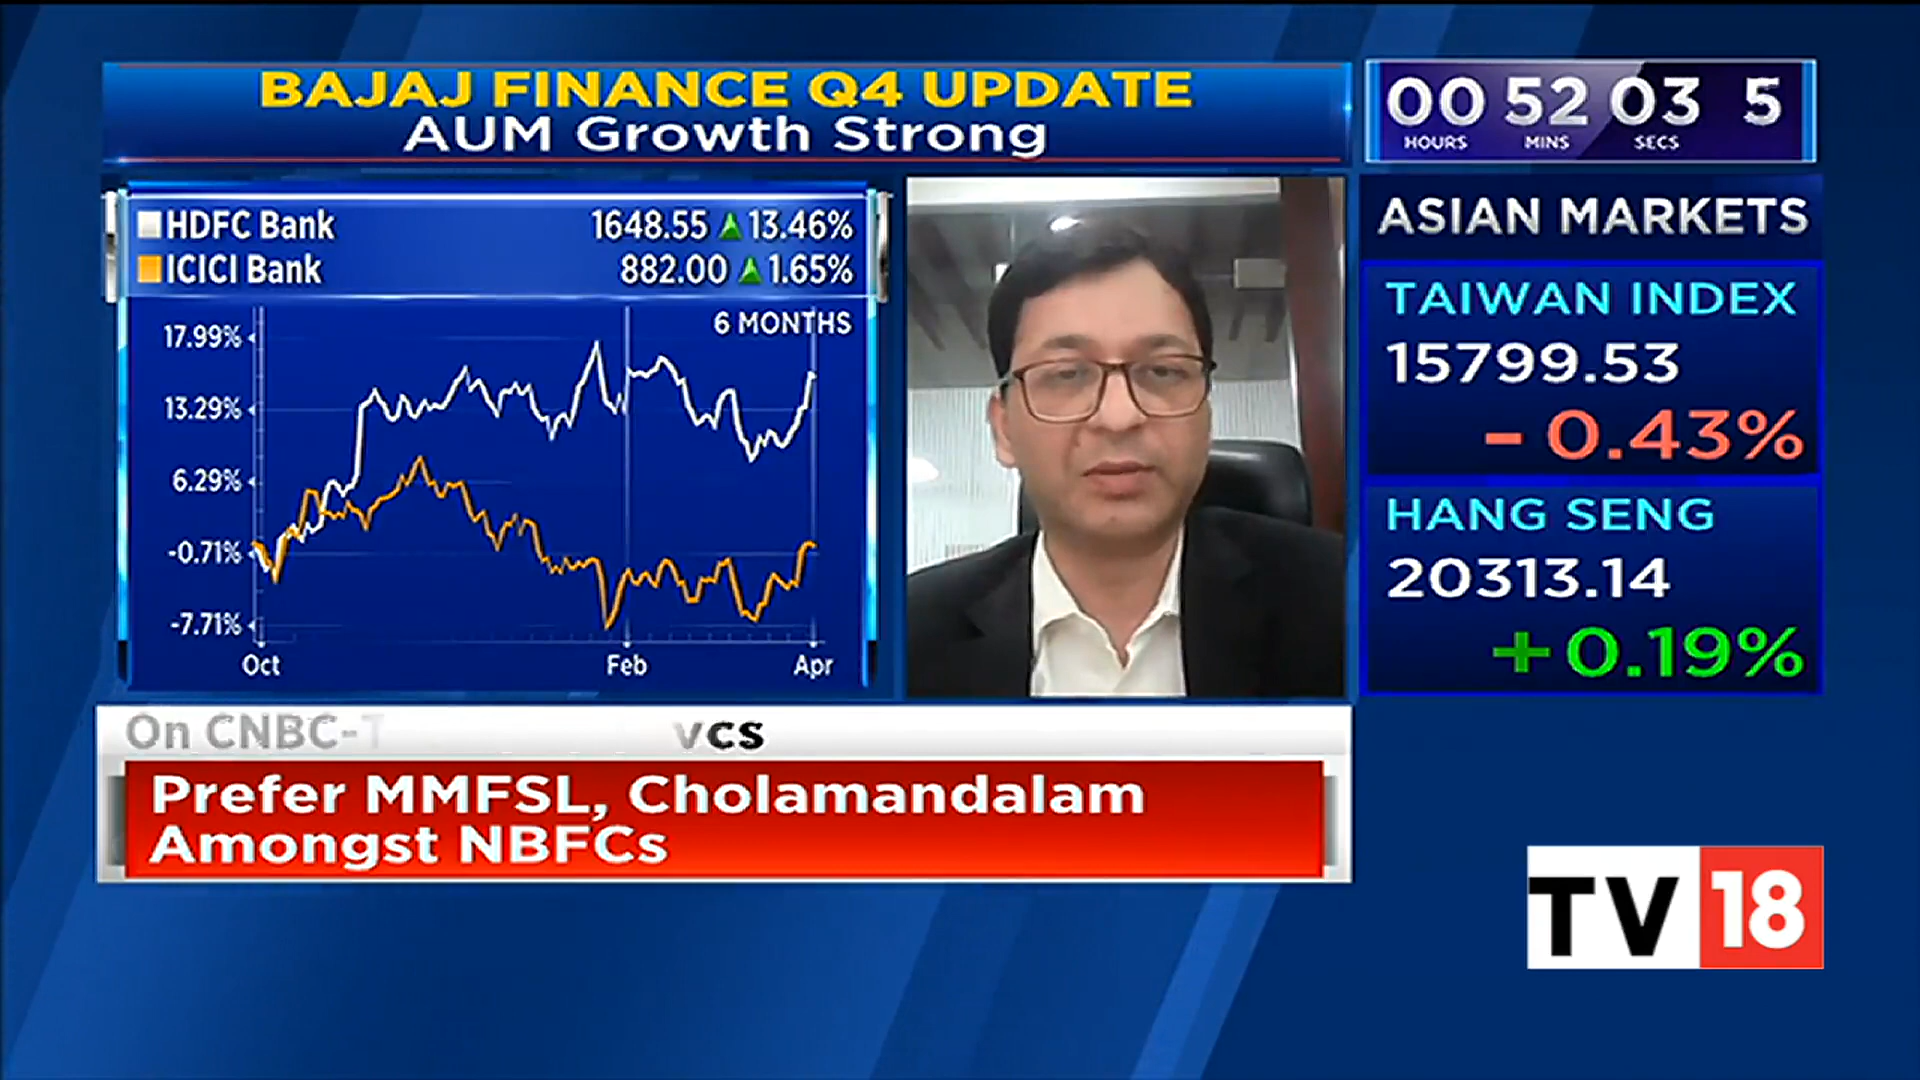 BAJAJ FINANCE Q4 UPDATE
AUM Growth Strong
00 52 03 5
HOURS MINS SECS
HDFC Bank 1648.55 13.46%
ICICI Bank 882.00 1.65%
6 MONTHS
17.99%
13.29%
6.29%
-0.71%
-7.71%
Oct Feb Apr
ASIAN MARKETS
TAIWAN INDEX
15799.53
- 0.43%
HANG SENG
20313.14
+0.19%
On CNBC-T
Prefer MMFSL, Cholamandalam
Amongst NBFCs
TV 18